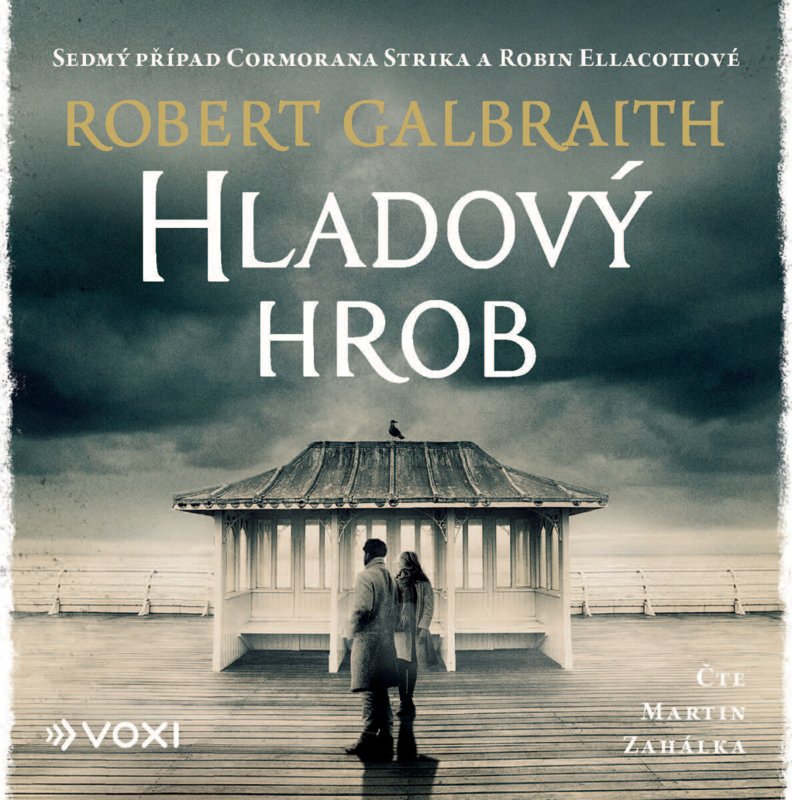 Sedmý případ Cormorana Strika a Robin Ellacottové
Robert Galbraith
Hladový
hrob
Čte
Martin
Zahálka
VOXI